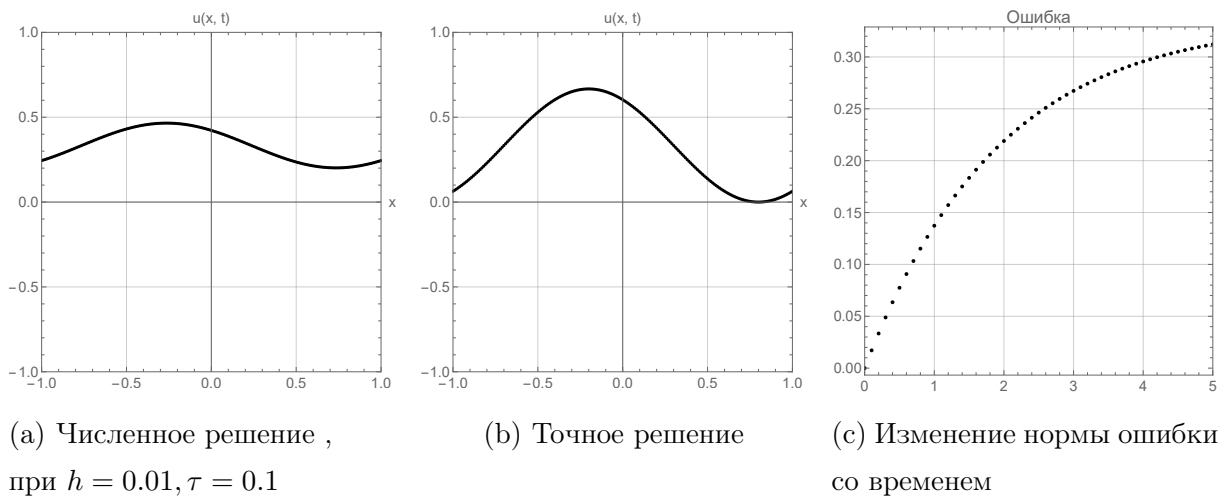 u(x, t)
1.0
0.5
0.0
−0.5
−1.0
−1.0 −0.5 0.0 0.5 1.0
x
u(x, t)
1.0
0.5
0.0
−0.5
−1.0
−1.0 −0.5 0.0 0.5 1.0
x
Ошибка
0.30
0.25
0.20
0.15
0.10
0.05
0.00
0 1 2 3 4 5
(a) Численное решение ,
при h = 0.01, τ = 0.1
(b) Точное решение
(c) Изменение нормы ошибки
со временем